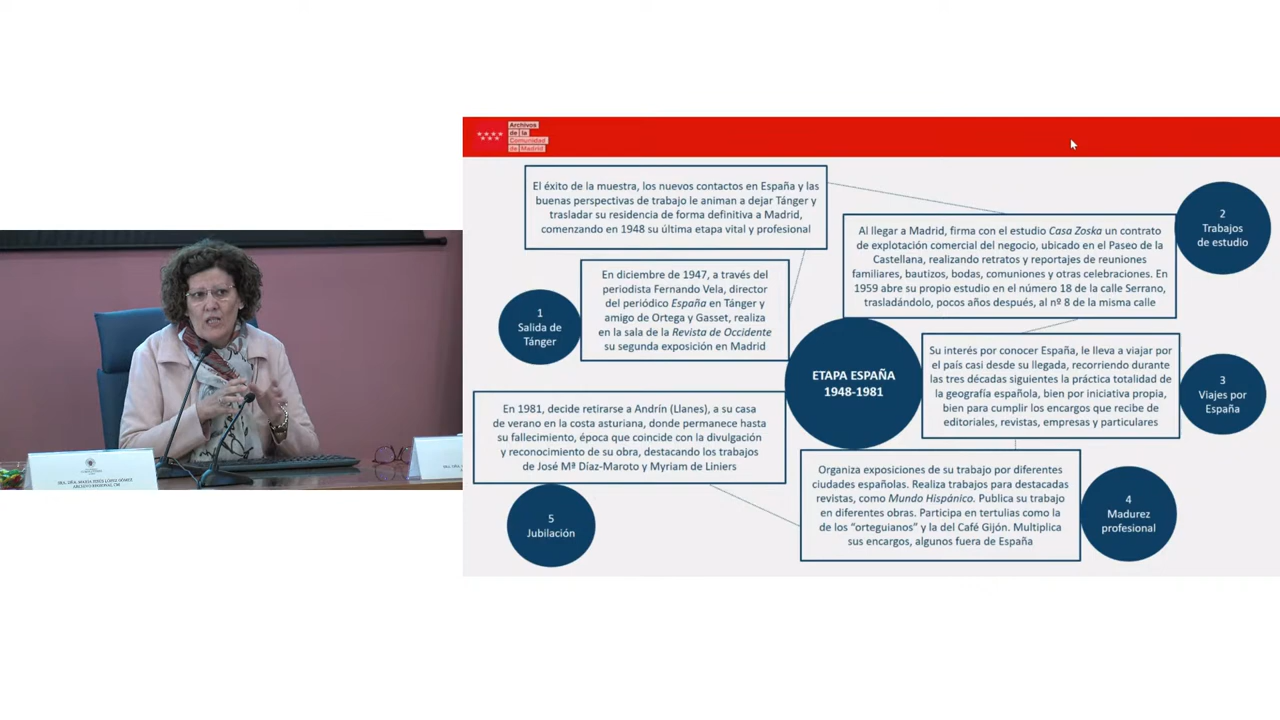 Archivos
de la
Comunidad
de Madrid
El éxito de la muestra, los nuevos contactos en España y las
buenas perspectivas de trabajo le animan a dejar Tánger y
trasladar su residencia de forma definitiva a Madrid,
comenzando en 1948 su última etapa vital y profesional
En diciembre de 1947, a través del
periodista Fernando Vela, director
del periódico España en Tánger y
amigo de Ortega y Gasset, realiza
en la sala de la Revista de Occidente
su segunda exposición en Madrid
1
Salida de
Tánger
2
Trabajos
de estudio
Al llegar a Madrid, firma con el estudio Casa Zoska un contrato
de explotación comercial del negocio, ubicado en el Paseo de la
Castellana, realizando retratos y reportajes de reuniones
familiares, bautizos, bodas, comuniones y otras celebraciones. En
1959 abre su propio estudio en el número 18 de la calle Serrano,
trasladándolo, pocos años después, al nº 8 de la misma calle
ETAPA ESPAÑA
1948-1981
Su interés por conocer España, le lleva a viajar por
el país casi desde su llegada, recorriendo durante
las tres décadas siguientes la práctica totalidad de
la geografía española, bien por iniciativa propia,
bien para cumplir los encargos que recibe de
editoriales, revistas, empresas y particulares
3
Viajes por
España
En 1981, decide retirarse a Andrín (Llanes), a su casa
de verano en la costa asturiana, donde permanece hasta
su fallecimiento, época que coincide con la divulgación
y reconocimiento de su obra, destacando los trabajos
de José Mª Díaz-Maroto y Myriam de Liniers
5
Jubilación
Organiza exposiciones de su trabajo por diferentes
ciudades españolas. Realiza trabajos para destacadas
revistas, como Mundo Hispánico. Publica su trabajo
en diferentes obras. Participa en tertulias como la
de los "orteguianos" y la del Café Gijón. Multiplica
sus encargos, algunos fuera de España
4
Madurez
profesional
DRA. DÑA. MARÍA JESÚS LÓPEZ GÓMEZ
ARCHIVO REGIONAL CM